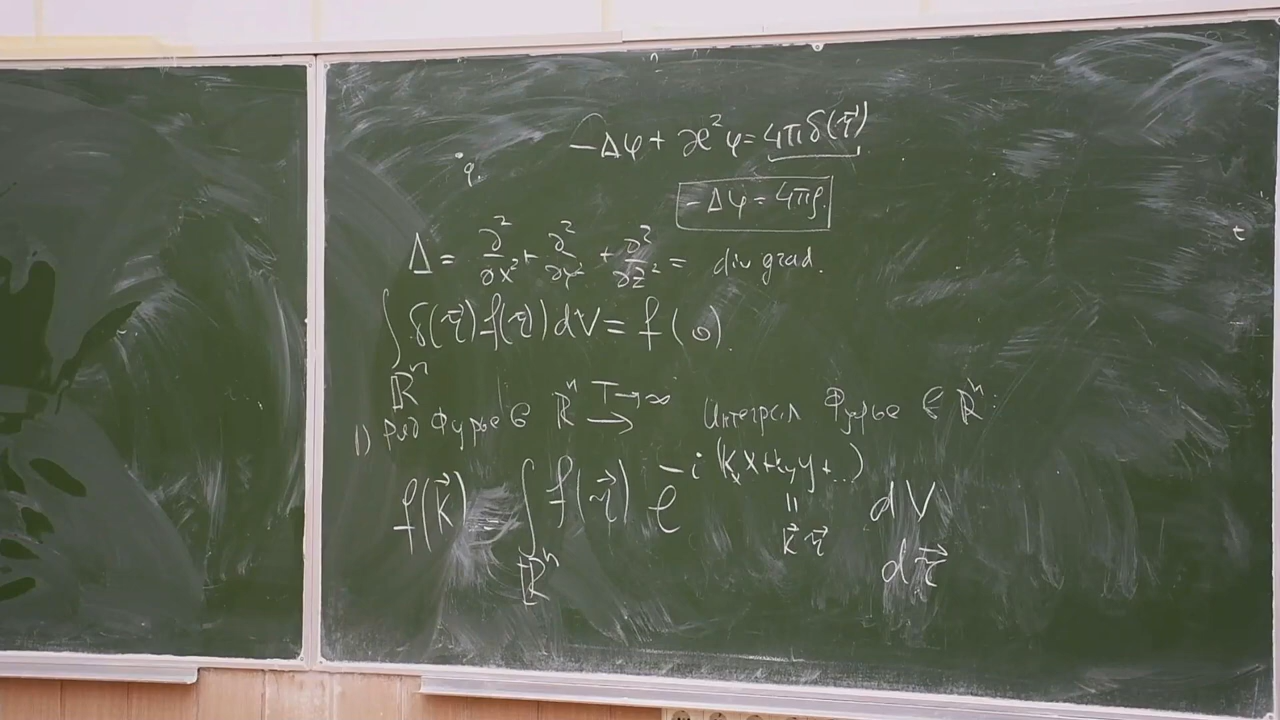 −Δφ + æ²φ = 4πδ(r⃗)
q.
−Δφ = 4πρ.
Δ = ∂²/∂x² + ∂²/∂y² + ∂²/∂z² = div grad.
∫ δ(r⃗) f(r⃗) dV = f(0).
ℝⁿ
1) Ряд Фурье в ℝⁿ T→∞ → Интеграл Фурье в ℝⁿ.
f(k⃗) = ∫ f(r⃗) e −i(kₓx+k_y y+..) dV
ℝⁿ " k⃗ r⃗ dr⃗
t